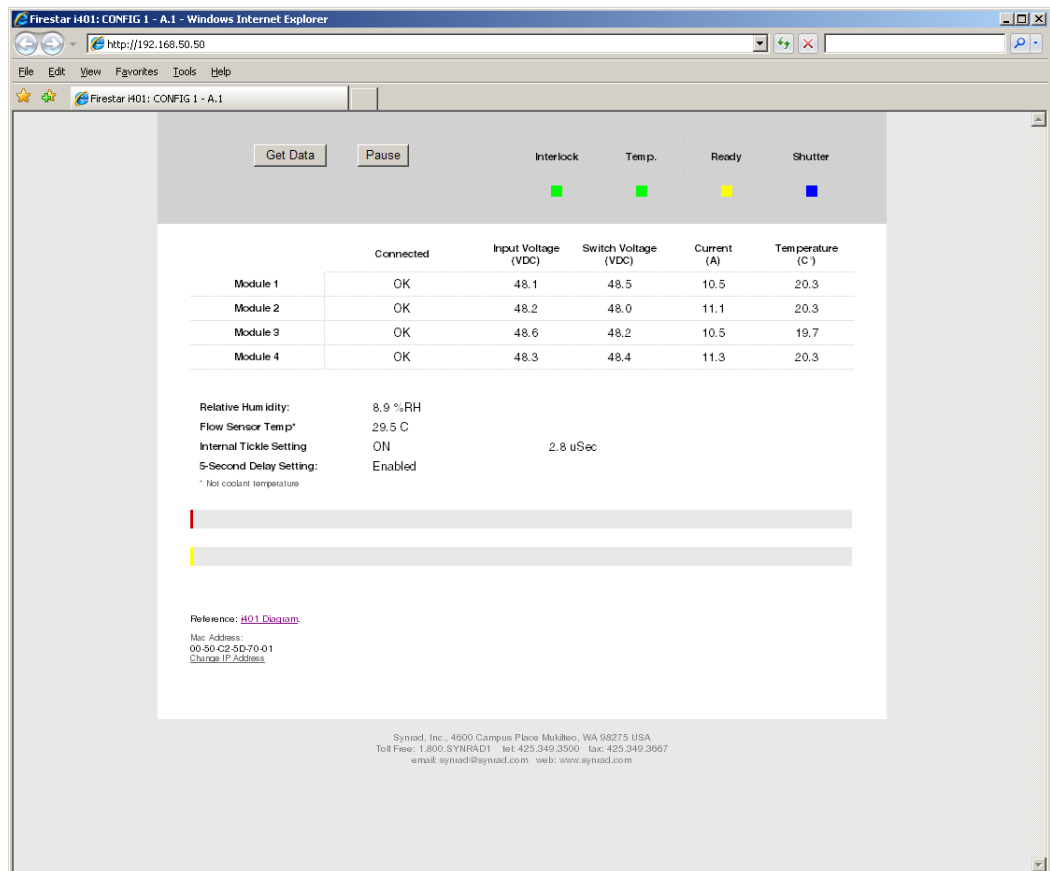 Firestar i401: CONFIG 1 - A.1 - Windows Internet Explorer
http://192.168.50.50
File Edit View Favorites Tools Help
Firestar i401: CONFIG 1 - A.1
Get Data Pause Interlock Temp. Ready Shutter
Connected Input Voltage (VDC) Switch Voltage (VDC) Current (A) Temperature (C°)
Module 1 OK 48.1 48.5 10.5 20.3
Module 2 OK 48.2 48.0 11.1 20.3
Module 3 OK 48.6 48.2 10.5 19.7
Module 4 OK 48.3 48.4 11.3 20.3
Relative Humidity: 8.9 %RH
Flow Sensor Temp* 29.5 C
Internal Tickle Setting ON 2.8 uSec
5-Second Delay Setting: Enabled
* Not coolant temperature
Reference: i401 Diagram.
Mac Address:
00-50-C2-5D-70-01
Change IP Address
Synrad, Inc., 4600 Campus Place Mukilteo, WA 98275 USA
Toll Free: 1.800.SYNRAD1 tel: 425.349.3500 fax: 425.349.3667
email: synrad@synrad.com web: www.synrad.com